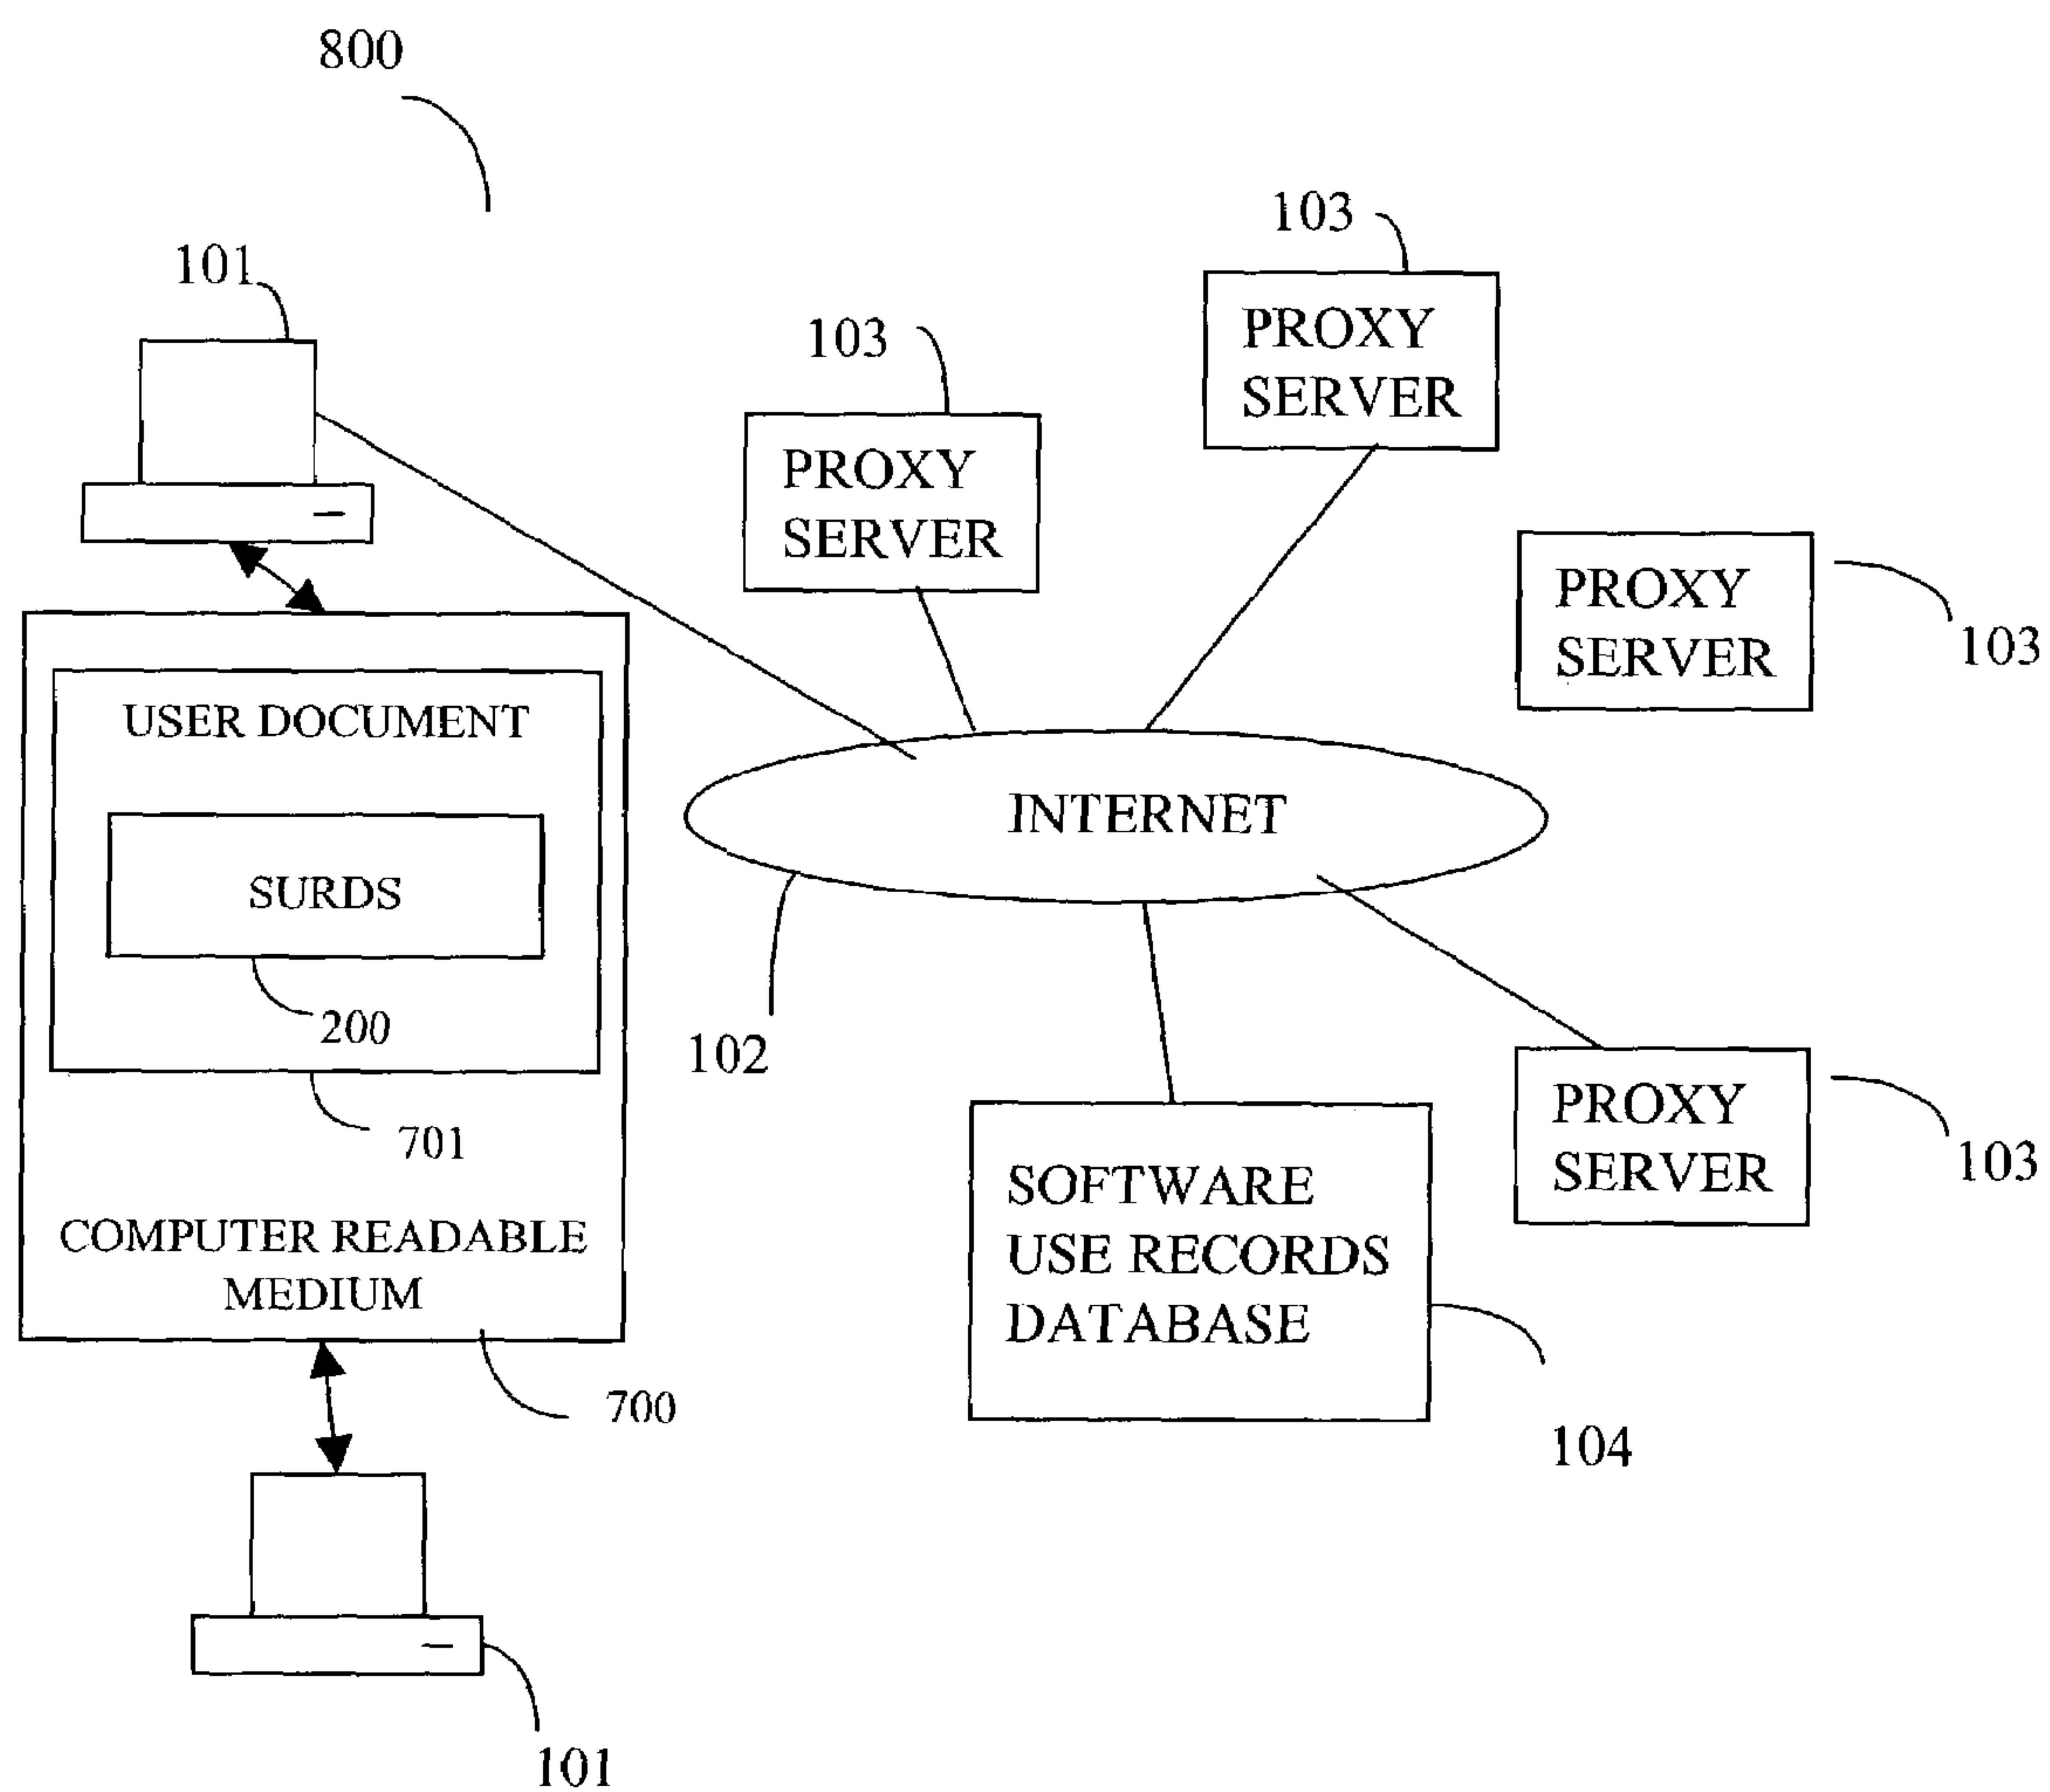 800
101
103
PROXY
SERVER
103
PROXY
SERVER
PROXY
SERVER
103
USER DOCUMENT
SURDS
200
701
COMPUTER READABLE
MEDIUM
700
INTERNET
102
PROXY
SERVER
103
SOFTWARE
USE RECORDS
DATABASE
104
101